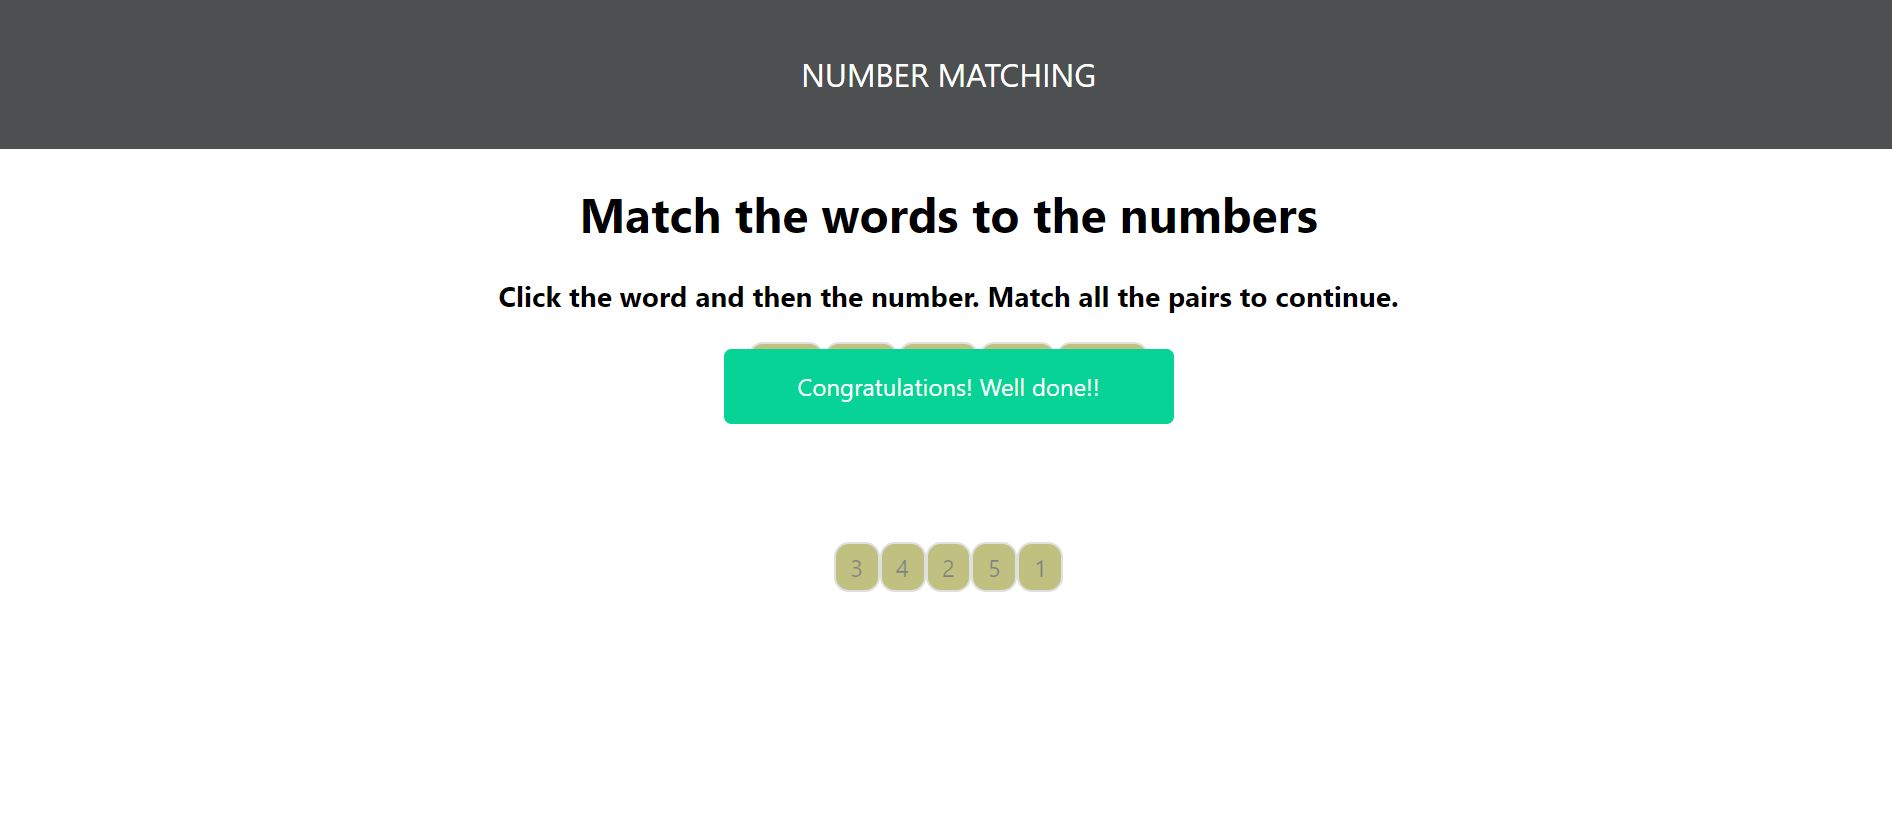 NUMBER MATCHING
Match the words to the numbers
Click the word and then the number. Match all the pairs to continue.
Congratulations! Well done!!
3 4 2 5 1